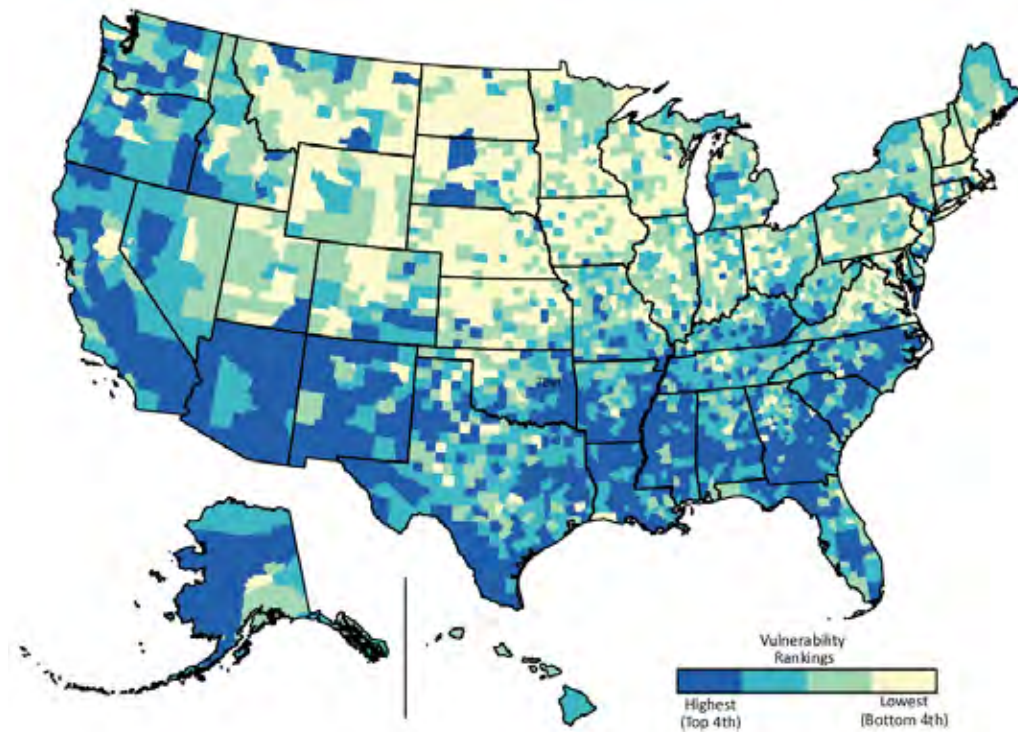 Vulnerability
Rankings
Highest
(Top 4th)
Lowest
(Bottom 4th)